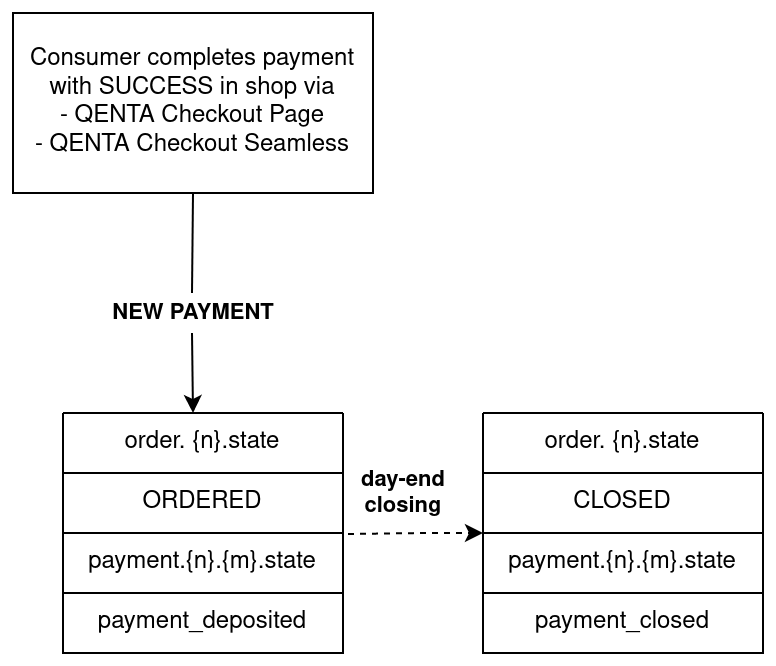 Consumer completes payment
with SUCCESS in shop via
- QENTA Checkout Page
- QENTA Checkout Seamless
NEW PAYMENT
order. {n}.state
ORDERED
payment.{n}.{m}.state
payment_deposited
day-end
closing
order. {n}.state
CLOSED
payment.{n}.{m}.state
payment_closed